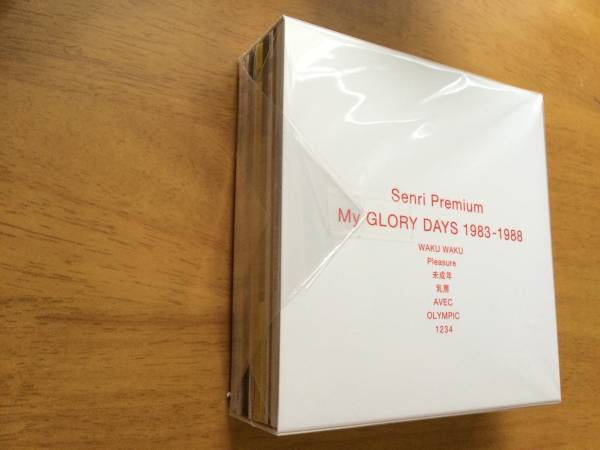 Senri Premium
My GLORY DAYS 1983-1988
WAKU WAKU
Pleasure
未成年
乳房
AVEC
OLYMPIC
1234